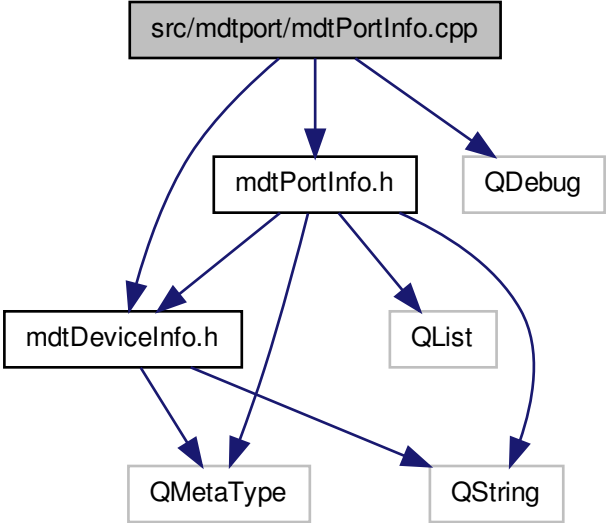 src/mdtport/mdtPortInfo.cpp
mdtPortInfo.h
QDebug
mdtDeviceInfo.h
QList
QMetaType
QString